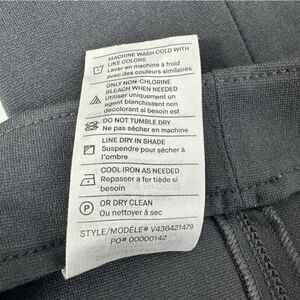 MACHINE WASH COLD WITH
LIKE COLORS
Laver en machine à froid
avec des couleurs similaires
ONLY NON-CHLORINE
BLEACH WHEN NEEDED
Utiliser uniquement un
agent blanchissant non
decolorant si besoin est
DO NOT TUMBLE DRY
Ne pas sécher en machine
LINE DRY IN SHADE
Suspendre pour sécher à
l'ombre
COOL IRON AS NEEDED
Repasser a fer tiède si
besoin
P
OR DRY CLEAN
Ou nettoyer à sec
STYLE/MODÈLE# V436421479
PO# 00000142